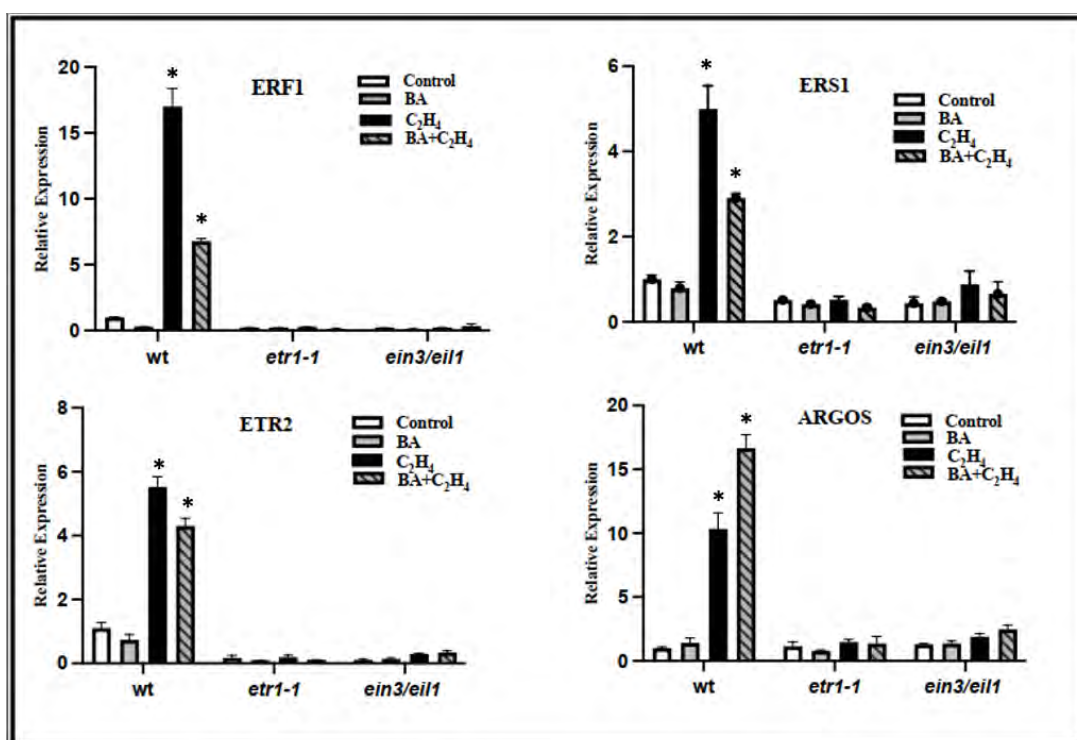 ERF1
Relative Expression
20
15
10
5
0
*
*
Control
BA
C₂H₄
BA+C₂H₄
wt
etr1-1
ein3/eil1
ERS1
Relative Expression
6
4
2
0
*
*
Control
BA
C₂H₄
BA+C₂H₄
wt
etr1-1
ein3/eil1
ETR2
Relative Expression
8
6
4
2
0
*
*
Control
BA
C₂H₄
BA+C₂H₄
wt
etr1-1
ein3/eil1
ARGOS
Relative Expression
20
15
10
5
0
*
*
Control
BA
C₂H₄
BA+C₂H₄
wt
etr1-1
ein3/eil1